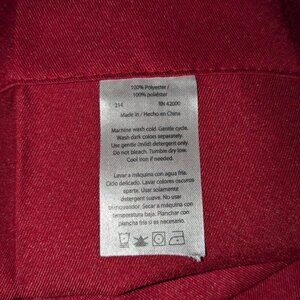 100% Polyester /
100% poliéster
214 RN 42000
Made in / Hecho en China
Machine wash cold. Gentle cycle.
Wash dark colors separately.
Use gentle (mild) detergent only.
Do not bleach. Tumble dry low.
Cool iron if needed.
Lavar a máquina con agua fría.
Ciclo delicado. Lavar colores oscuros
aparte. Usar solamente
detergente suave. No usar
blanqueador. Secar a máquina con
temperatura baja. Planchar con
plancha fría si es necesario.